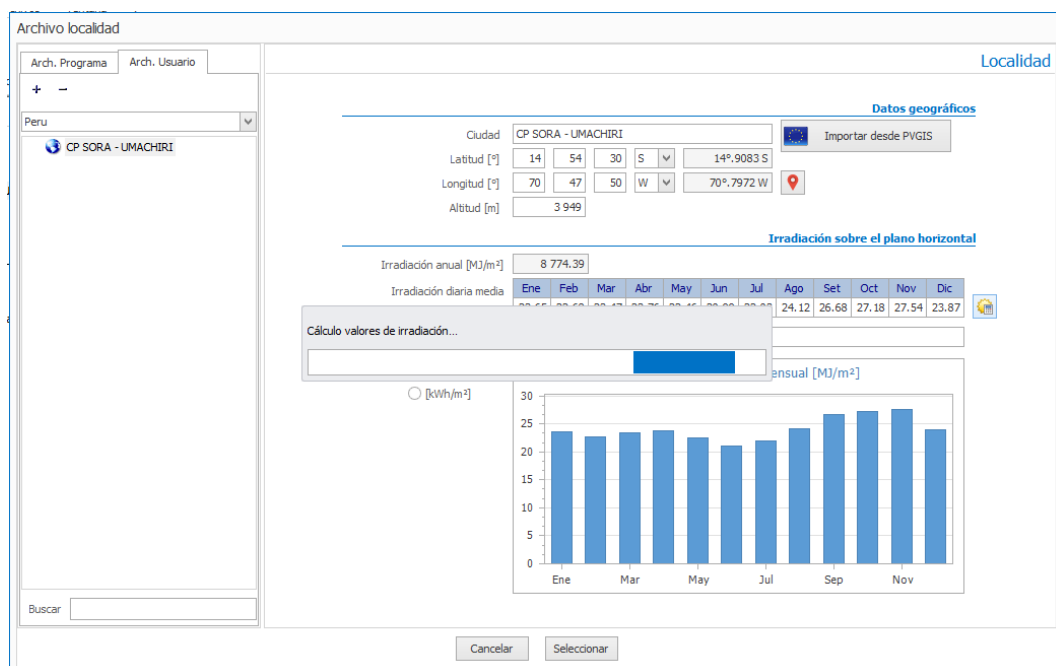 Archivo localidad
Arch. Programa Arch. Usuario
Localidad
+ −
Peru
CP SORA - UMACHIRI
Datos geográficos
Ciudad CP SORA - UMACHIRI Importar desde PVGIS
Latitud [°] 14 54 30 S 14°.9083 S
Longitud [°] 70 47 50 W 70°.7972 W
Altitud [m] 3 949
Irradiación sobre el plano horizontal
Irradiación anual [MJ/m²] 8 774.39
Irradiación diaria media Ene Feb Mar Abr May Jun Jul Ago Set Oct Nov Dic
24.12 26.68 27.18 27.54 23.87
Cálculo valores de irradiación...
ensual [MJ/m²]
[kWh/m²]
30
25
20
15
10
5
0
Ene Mar May Jul Sep Nov
Buscar
Cancelar Seleccionar